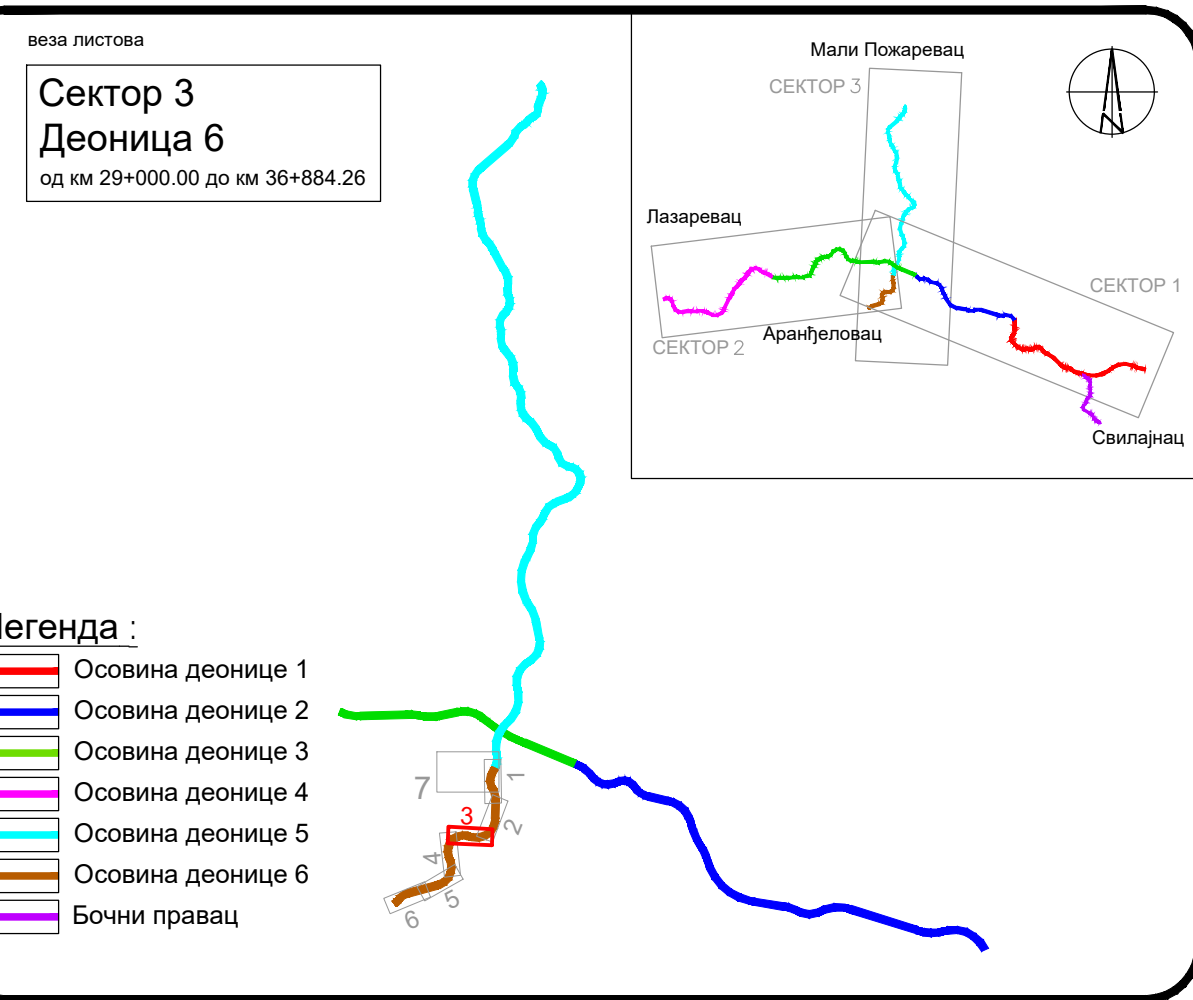 веза листова
Сектор 3
Деоница 6
од км 29+000.00 до км 36+884.26
Мали Пожаревац
СЕКТОР 3
N
Лазаревац
СЕКТОР 1
Аранђеловац
СЕКТОР 2
Свилајнац
егенда :
Осовина деонице 1
Осовина деонице 2
Осовина деонице 3
Осовина деонице 4
Осовина деонице 5
Осовина деонице 6
Бочни правац
1
7
3
2
4
5
6